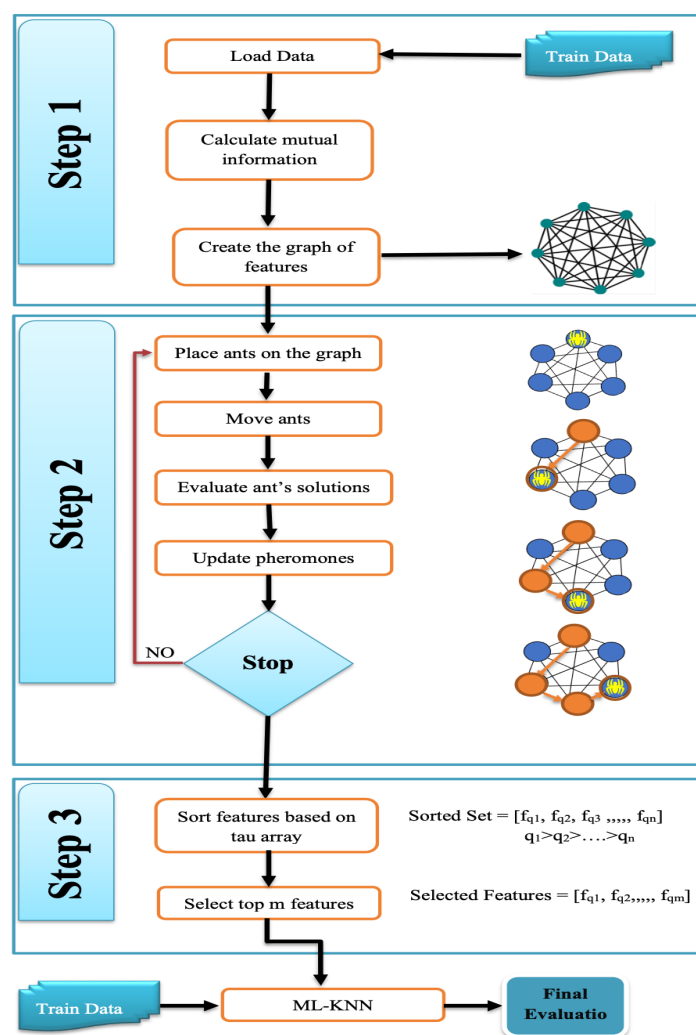 Load Data
Train Data
Step 1
Calculate mutual
information
Create the graph of
features
Step 2
Place ants on the graph
Move ants
Evaluate ant's solutions
Update pheromones
NO
Stop
Step 3
Sort features based on
tau array
Sorted Set = [fq1, fq2, fq3 ,,,,, fqn]
q1>q2>….>qn
Select top m features
Selected Features = [fq1, fq2,,,,, fqm]
Train Data
ML-KNN
Final
Evaluatio